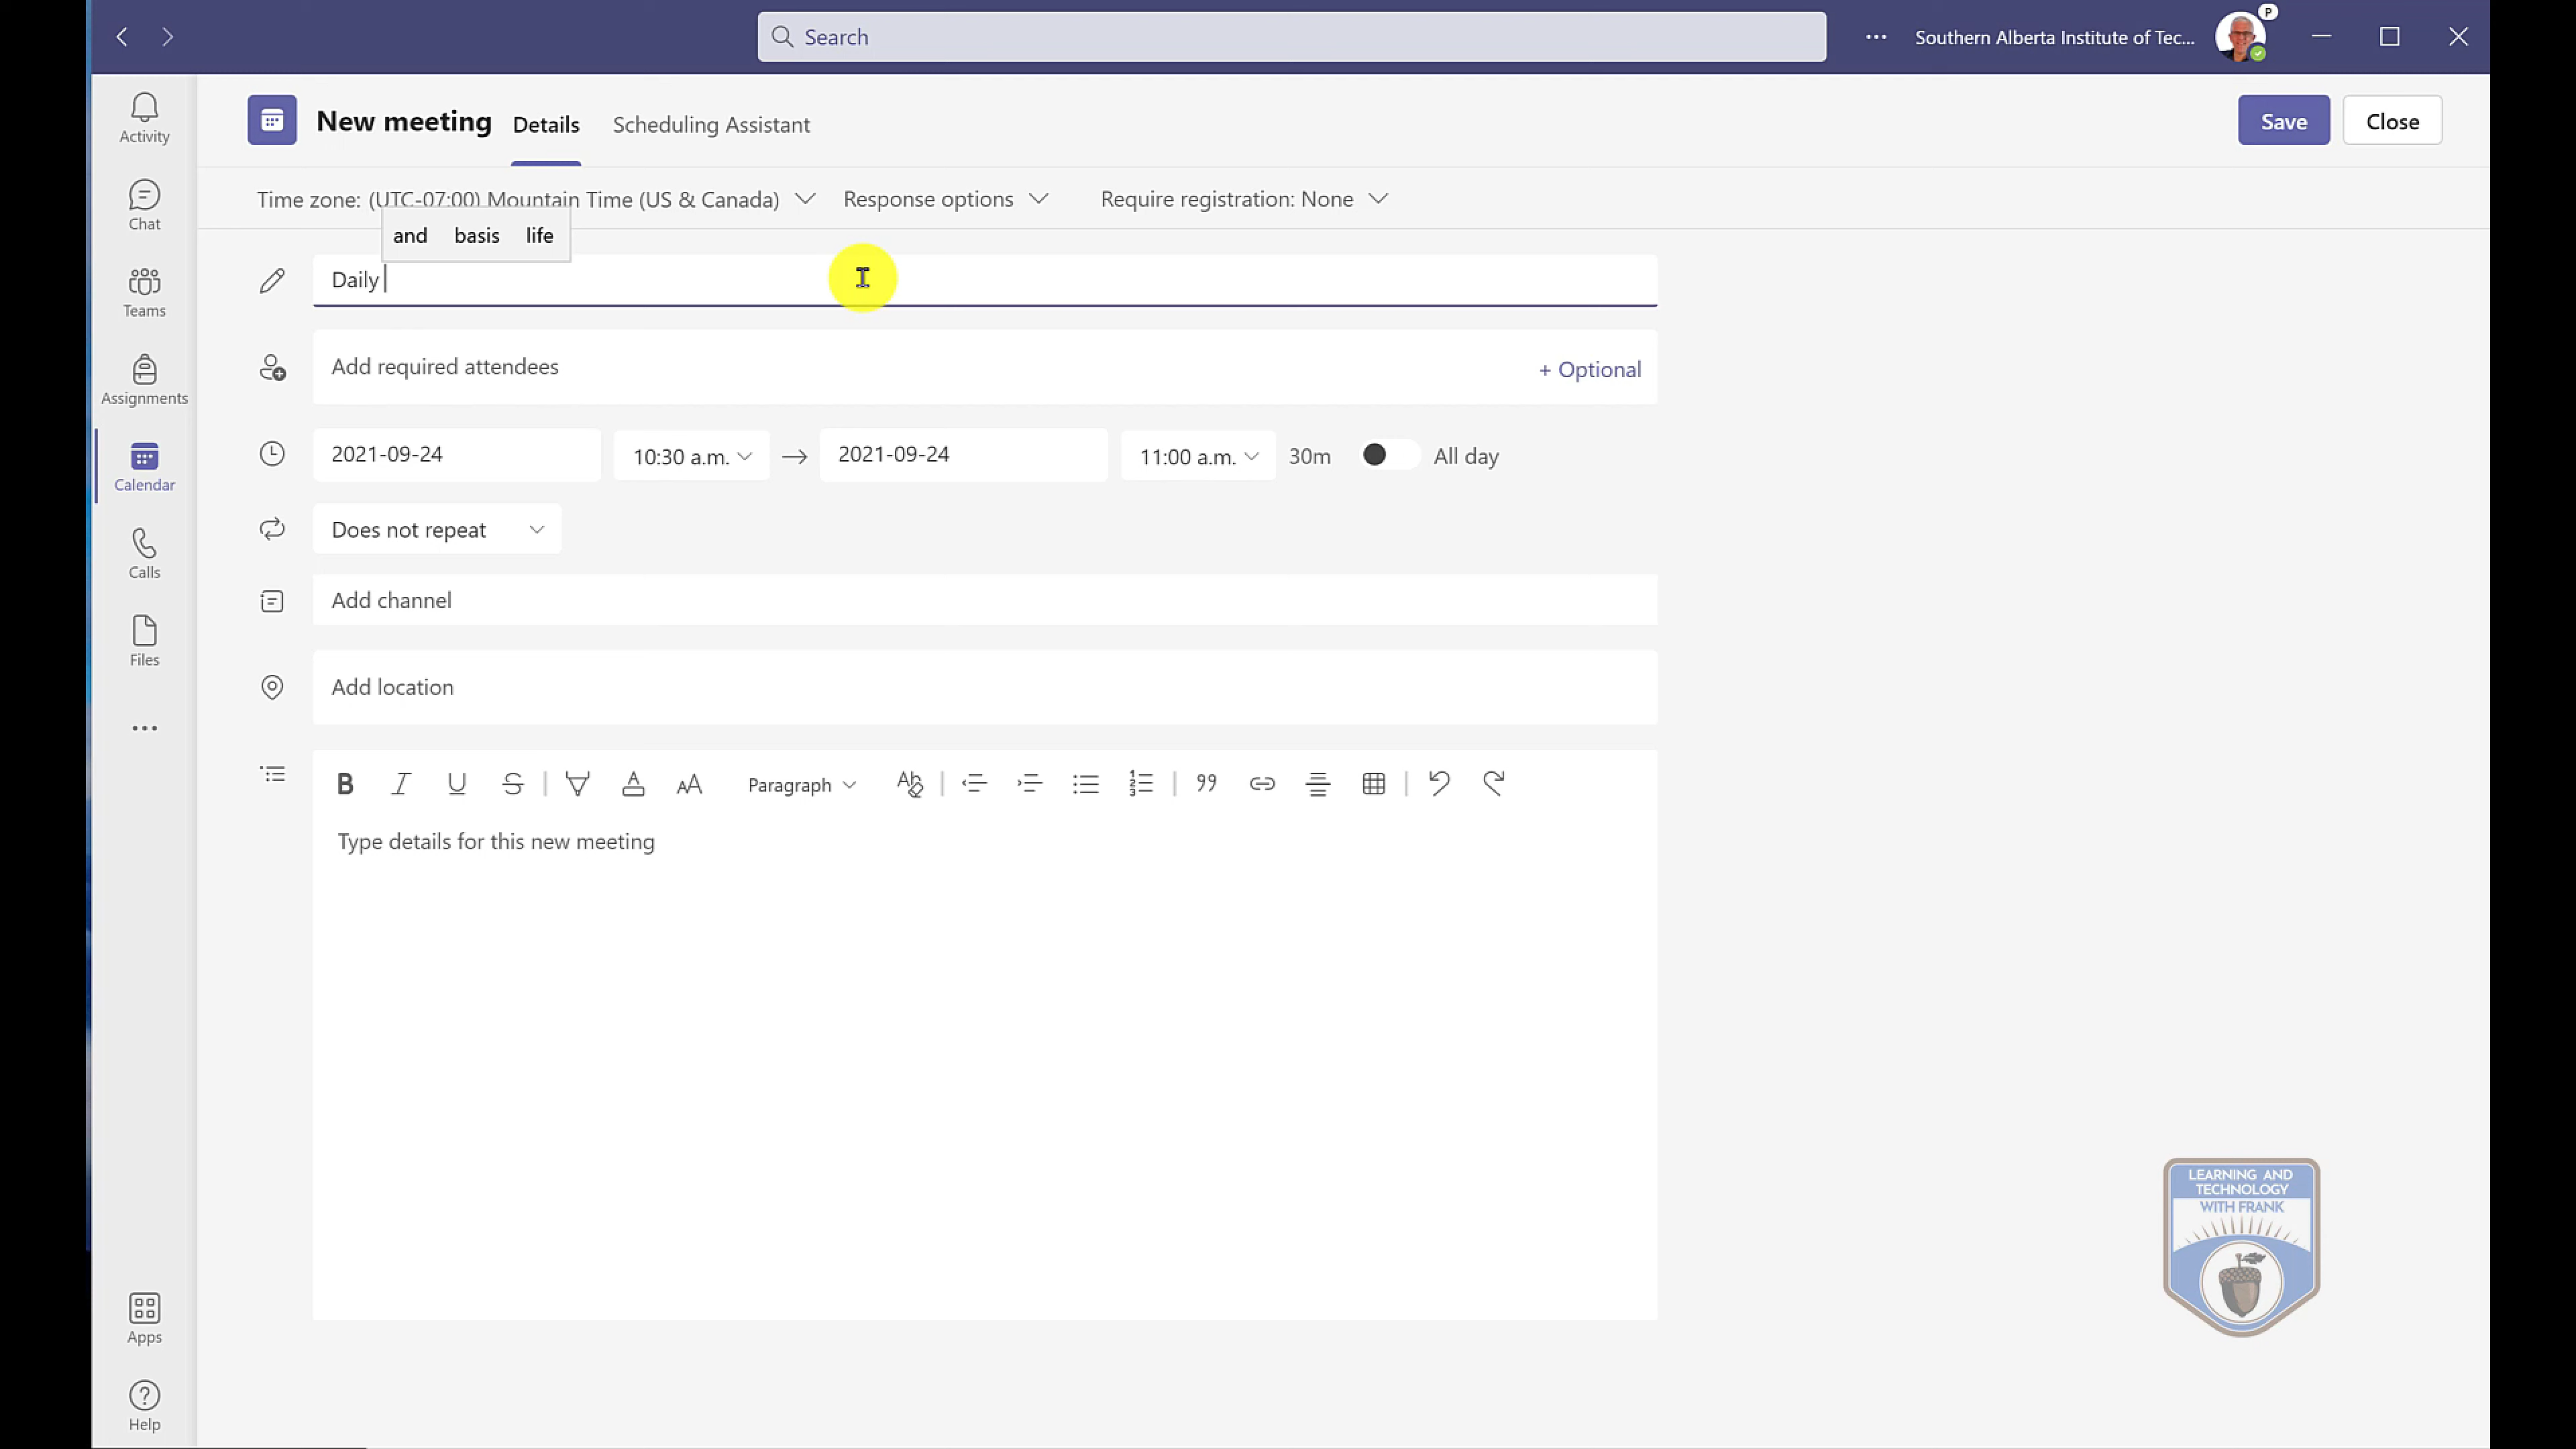 Search
Southern Alberta Institute of Tec...
P
Activity
Chat
Teams
Assignments
Calendar
Calls
Files
Apps
Help
New meeting Details Scheduling Assistant
Save Close
Time zone: (UTC-07:00) Mountain Time (US & Canada) Response options Require registration: None
and basis life
Daily
Add required attendees + Optional
2021-09-24 10:30 a.m. → 2021-09-24 11:00 a.m. 30m All day
Does not repeat
Add channel
Add location
Paragraph
Type details for this new meeting
LEARNING AND
TECHNOLOGY
WITH FRANK